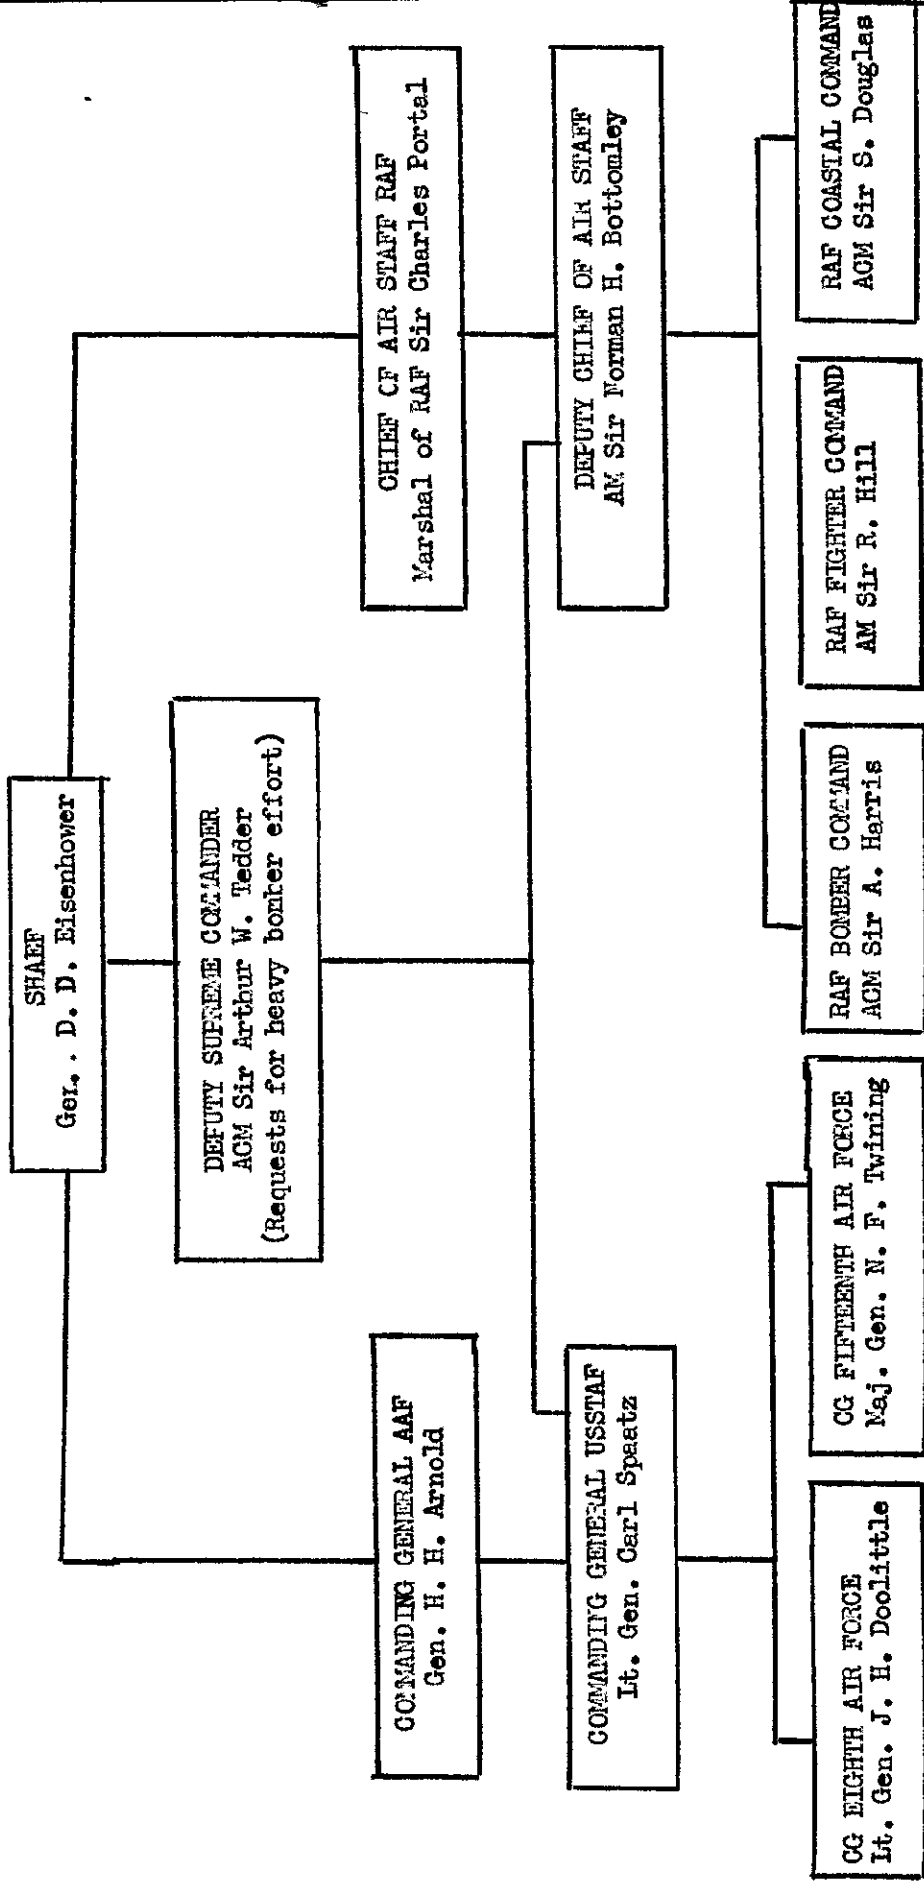 SHAEF
Ger.. D. D. Eisenhower
DEFUTY SUPREME COMMANDER
ACM Sir Arthur W. Tedder
(Requests for heavy bomber effort)
COMMANDING GENERAL AAF
Gen. H. H. Arnold
CHIEF CF AIR STAFF RAF
Marshal of RAF Sir Charles Portal
COMMANDING GENERAL USSTAF
Lt. Gen. Carl Spaatz
DEPUTY CHIEF OF AIR STAFF
AM Sir Norman H. Bottomley
CG EIGHTH AIR FORCE
Lt. Gen. J. H. Doolittle
CG FIFTEENTH AIR FORCE
Maj. Gen. N. F. Twining
RAF BOMBER COMMAND
ACM Sir A. Harris
RAF FIGHTER COMMAND
AM Sir R. Hill
RAF COASTAL COMMAND
ACM Sir S. Douglas